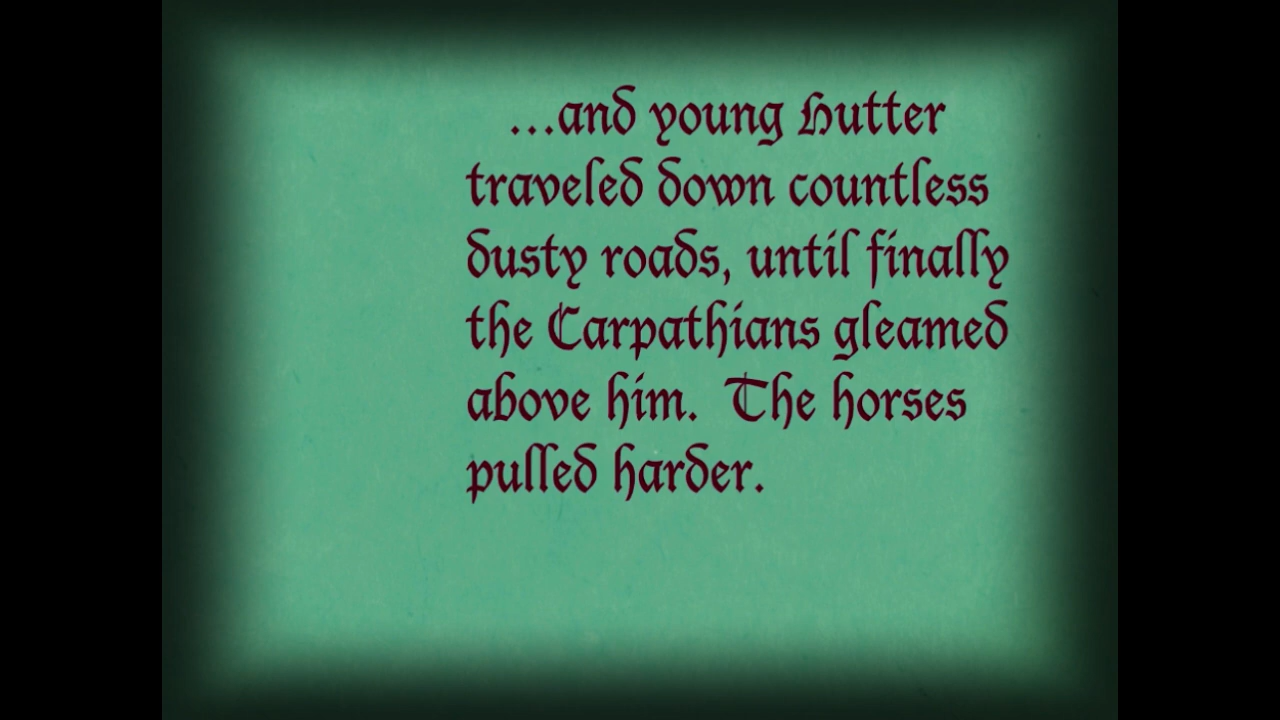 ...and young Hutter
traveled down countless
dusty roads, until finally
the Carpathians gleamed
above him. The horses
pulled harder.